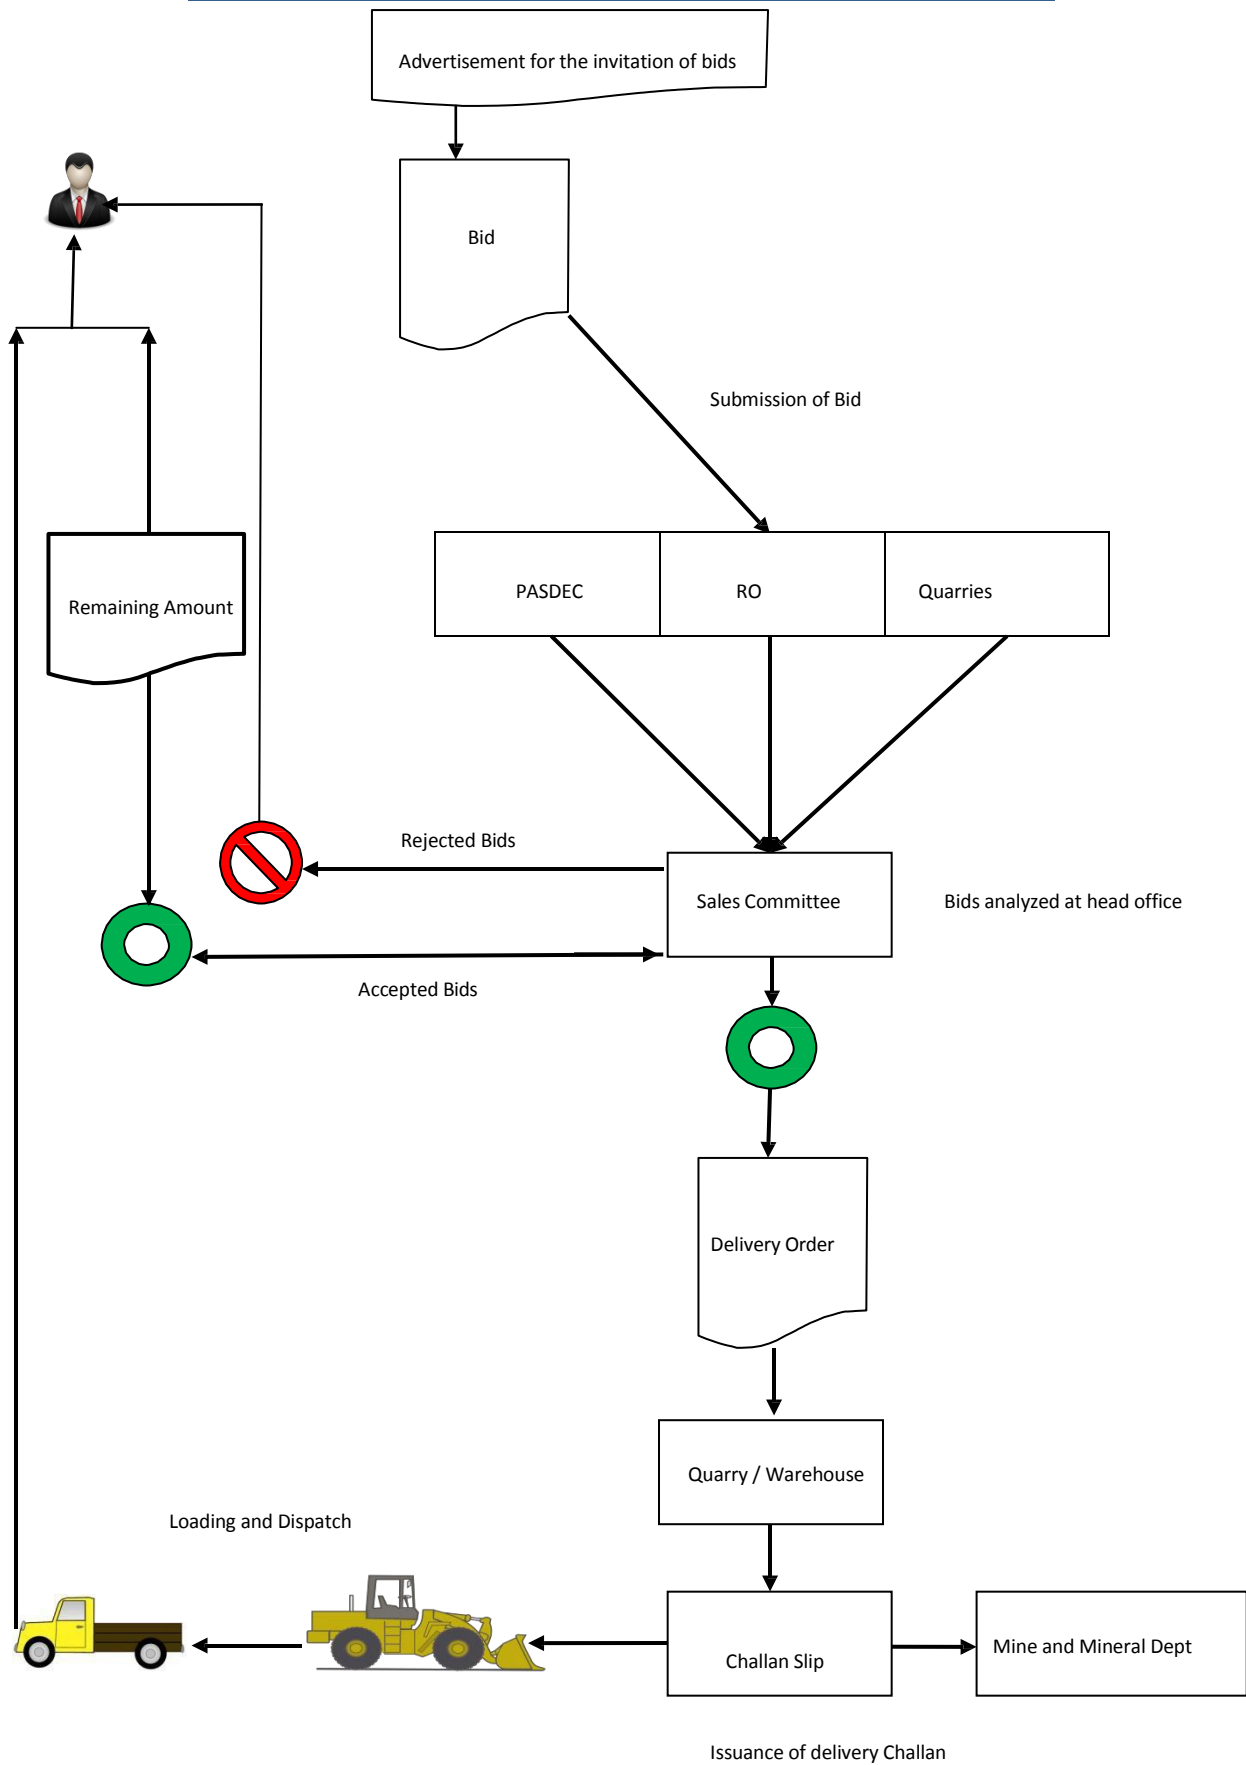 Advertisement for the invitation of bids
Bid
Submission of Bid
PASDEC
RO
Quarries
Remaining Amount
Rejected Bids
Sales Committee
Bids analyzed at head office
Accepted Bids
Delivery Order
Quarry / Warehouse
Loading and Dispatch
Challan Slip
Mine and Mineral Dept
Issuance of delivery Challan